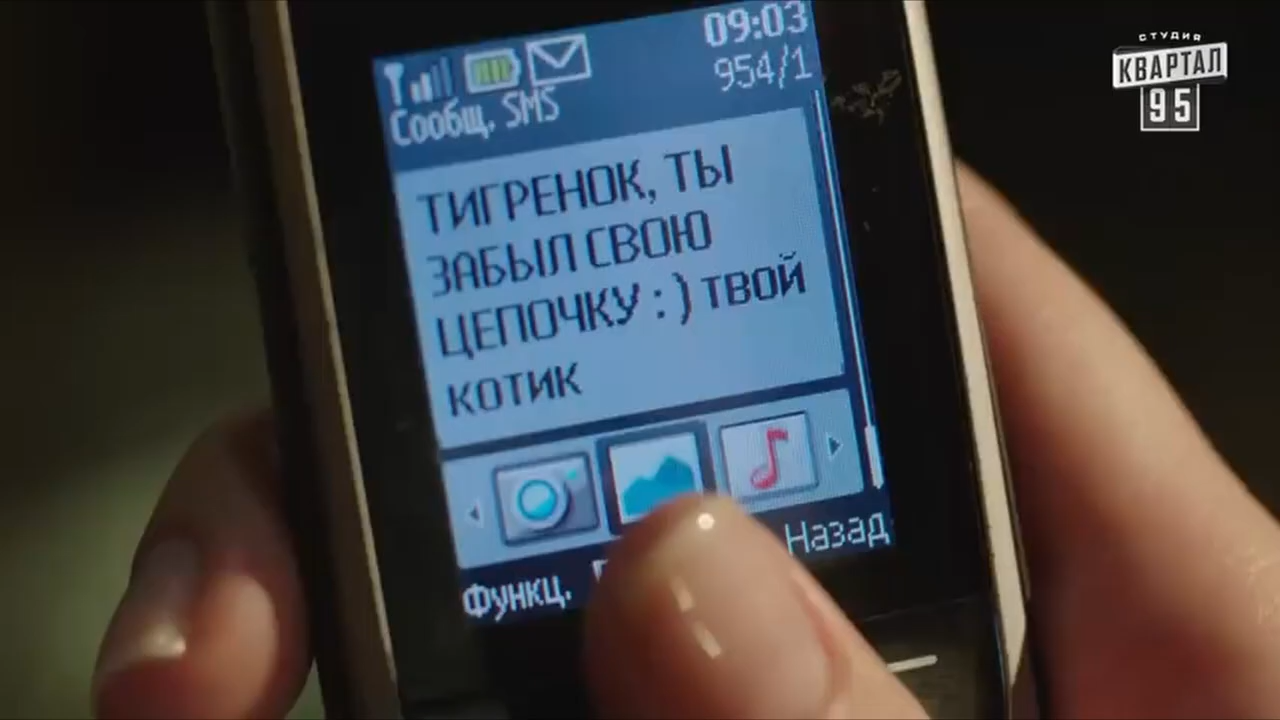 09:03
954/1
Сообщ. SMS
ТИГРЕНОК, ТЫ
ЗАБЫЛ СВОЮ
ЦЕПОЧКУ : ) ТВОЙ
КОТИК
Функц.
Назад
СТУДИЯ
КВАРТАЛ
95